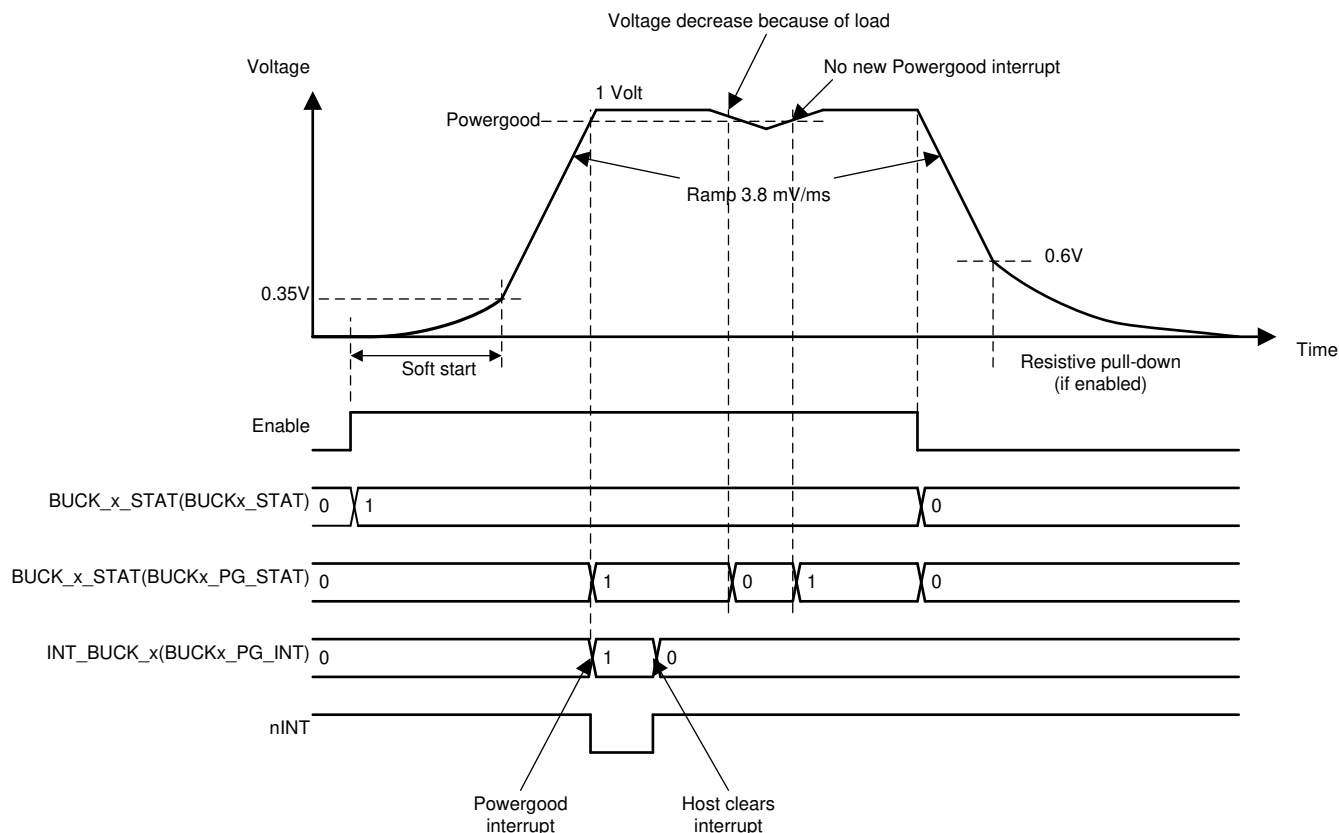 Voltage decrease because of load
Voltage
No new Powergood interrupt
1 Volt
Powergood
Ramp 3.8 mV/ms
0.6V
0.35V
Time
Soft start
Resistive pull-down
(if enabled)
Enable
BUCK_x_STAT(BUCKx_STAT) 0 1 0
BUCK_x_STAT(BUCKx_PG_STAT) 0 1 0 1 0
INT_BUCK_x(BUCKx_PG_INT) 0 1 0
nINT
Powergood
interrupt
Host clears
interrupt